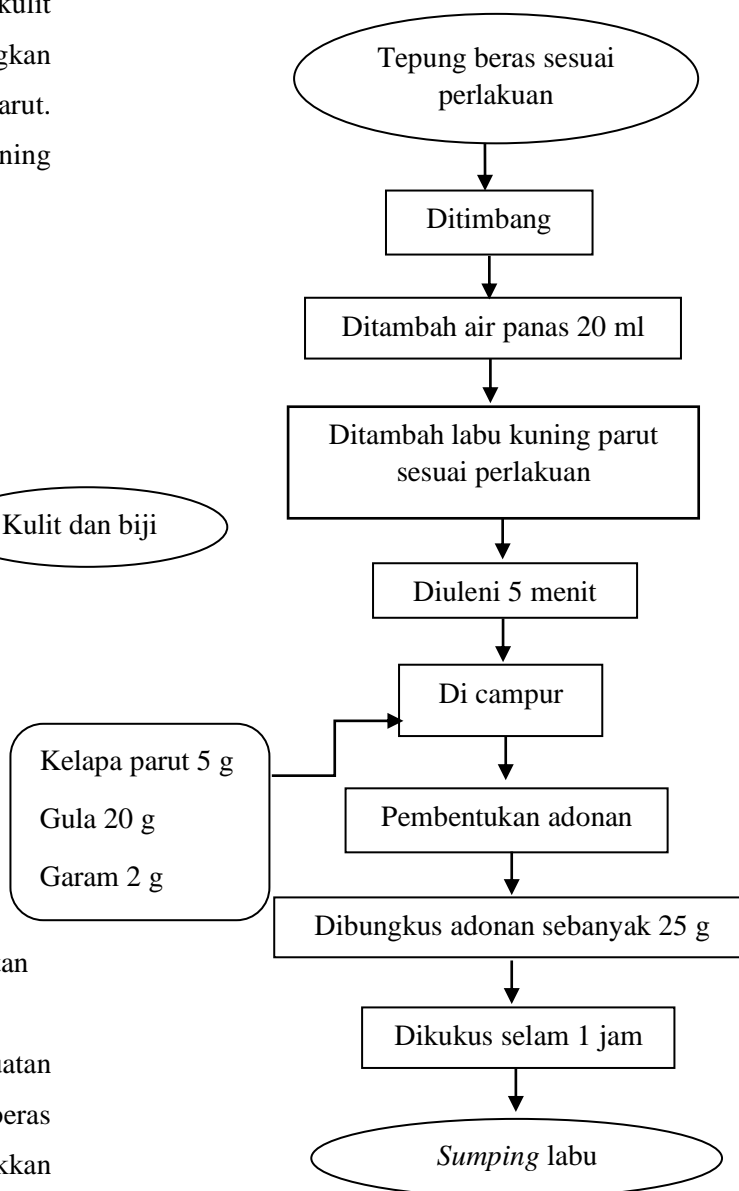 kulit
gkan
arut.
ning
Kulit dan biji
Tepung beras sesuai
perlakuan
Ditimbang
Ditambah air panas 20 ml
Ditambah labu kuning parut
sesuai perlakuan
Diuleni 5 menit
Di campur
Kelapa parut 5 g
Gula 20 g
Garam 2 g
Pembentukan adonan
Dibungkus adonan sebanyak 25 g
Dikukus selam 1 jam
Sumping labu
tan
uatan
beras
kkan